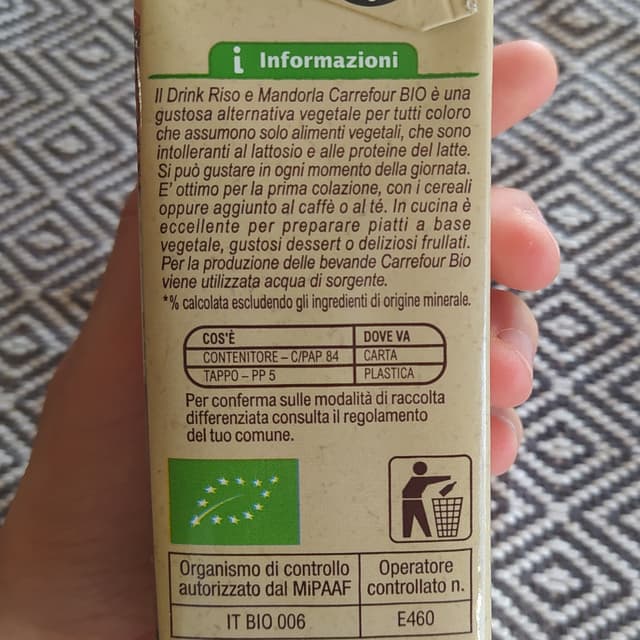 i Informazioni
Il Drink Riso e Mandorla Carrefour BIO è una
gustosa alternativa vegetale per tutti coloro
che assumono solo alimenti vegetali, che sono
intolleranti al lattosio e alle proteine del latte.
Si può gustare in ogni momento della giornata.
E' ottimo per la prima colazione, con i cereali
oppure aggiunto al caffè o al té. In cucina è
eccellente per preparare piatti a base
vegetale, gustosi dessert o deliziosi frullati.
Per la produzione delle bevande Carrefour Bio
viene utilizzata acqua di sorgente.
*% calcolata escludendo gli ingredienti di origine minerale.
COS'È DOVE VA
CONTENITORE – C/PAP 84 CARTA
TAPPO – PP 5 PLASTICA
Per conferma sulle modalità di raccolta
differenziata consulta il regolamento
del tuo comune.
Organismo di controllo
autorizzato dal MiPAAF
Operatore
controllato n.
IT BIO 006 E460